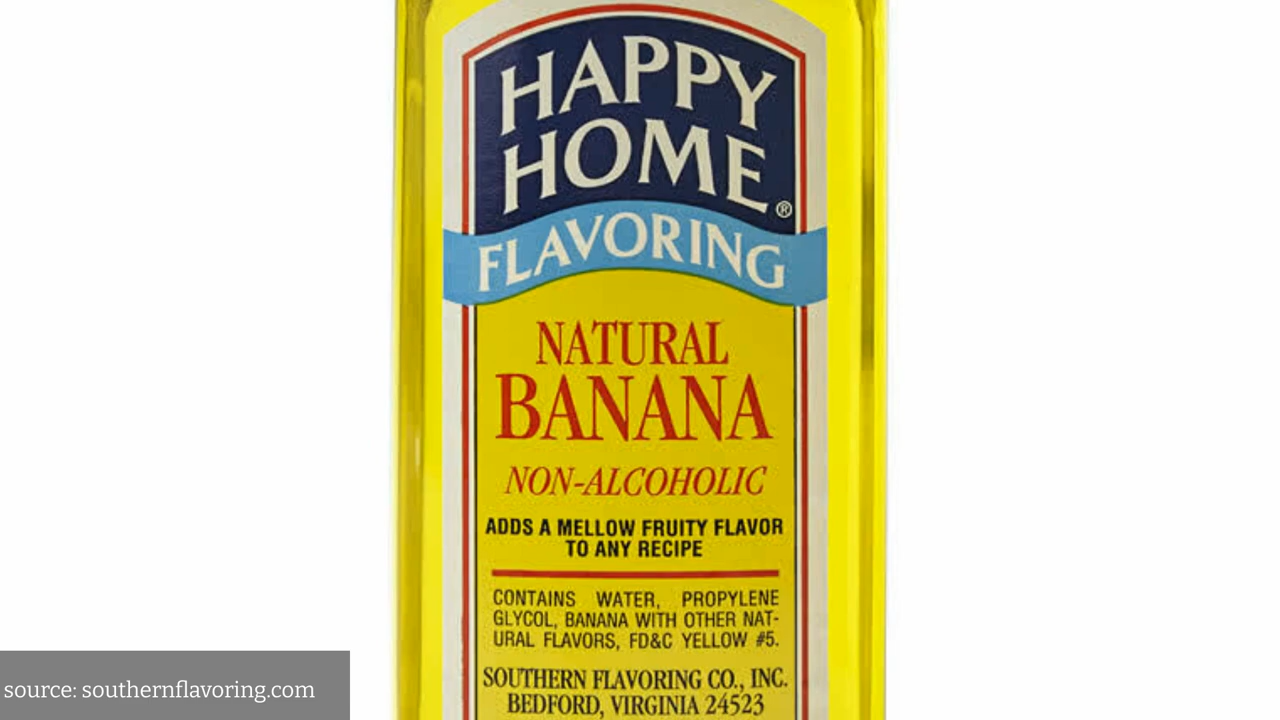 HAPPY
HOME®
FLAVORING
NATURAL
BANANA
NON-ALCOHOLIC
ADDS A MELLOW FRUITY FLAVOR
TO ANY RECIPE
CONTAINS WATER, PROPYLENE
GLYCOL, BANANA WITH OTHER NAT-
URAL FLAVORS, FD&C YELLOW #5.
SOUTHERN FLAVORING CO., INC.
BEDFORD, VIRGINIA 24523
source: southernflavoring.com